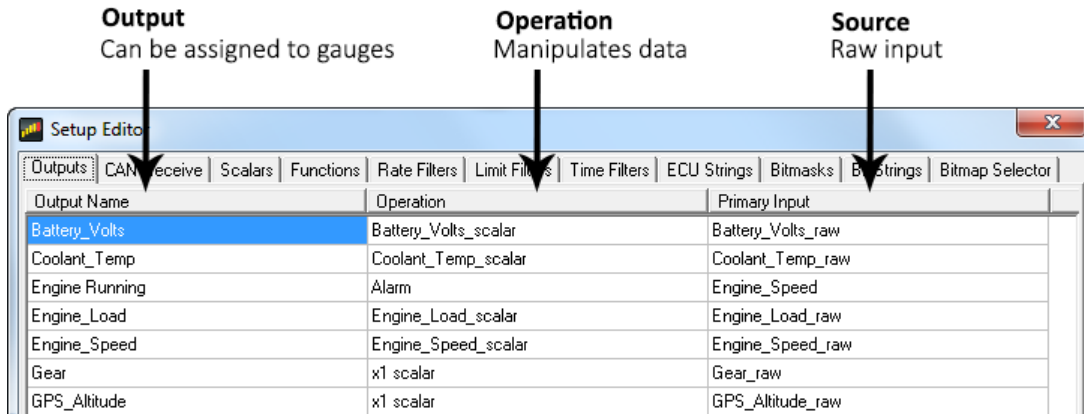 Output Operation Source
Can be assigned to gauges Manipulates data Raw input
Setup Editor
Outputs CAN Receive Scalars Functions Rate Filters Limit Filters Time Filters ECU Strings Bitmasks Strings Bitmap Selector
Output Name Operation Primary Input
Battery_Volts Battery_Volts_scalar Battery_Volts_raw
Coolant_Temp Coolant_Temp_scalar Coolant_Temp_raw
Engine Running Alarm Engine_Speed
Engine_Load Engine_Load_scalar Engine_Load_raw
Engine_Speed Engine_Speed_scalar Engine_Speed_raw
Gear x1 scalar Gear_raw
GPS_Altitude x1 scalar GPS_Altitude_raw